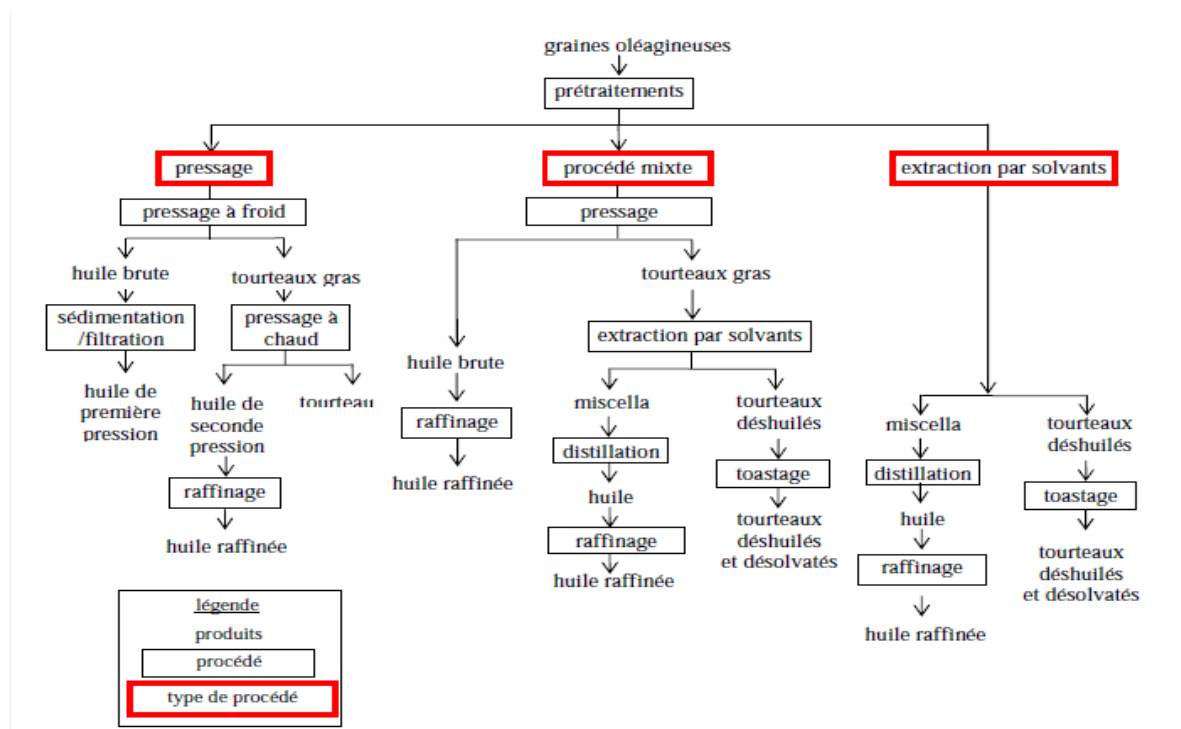 graines oléagineuses
prétraitements
pressage
procédé mixte
extraction par solvants
pressage à froid
pressage
huile brute
tourteaux gras
tourteaux gras
sédimentation
/filtration
pressage à
chaud
extraction par solvants
huile brute
huile de
première
pression
huile de
seconde
pression
tourteau
raffinage
miscella
tourteaux
déshuilés
miscella
tourteaux
déshuilés
distillation
toastage
distillation
toastage
raffinage
huile raffinée
huile
tourteaux
déshuilés
et désolvatés
huile
raffinage
raffinage
tourteaux
déshuilés
et désolvatés
huile raffinée
huile raffinée
huile raffinée
légende
produits
procédé
type de procédé